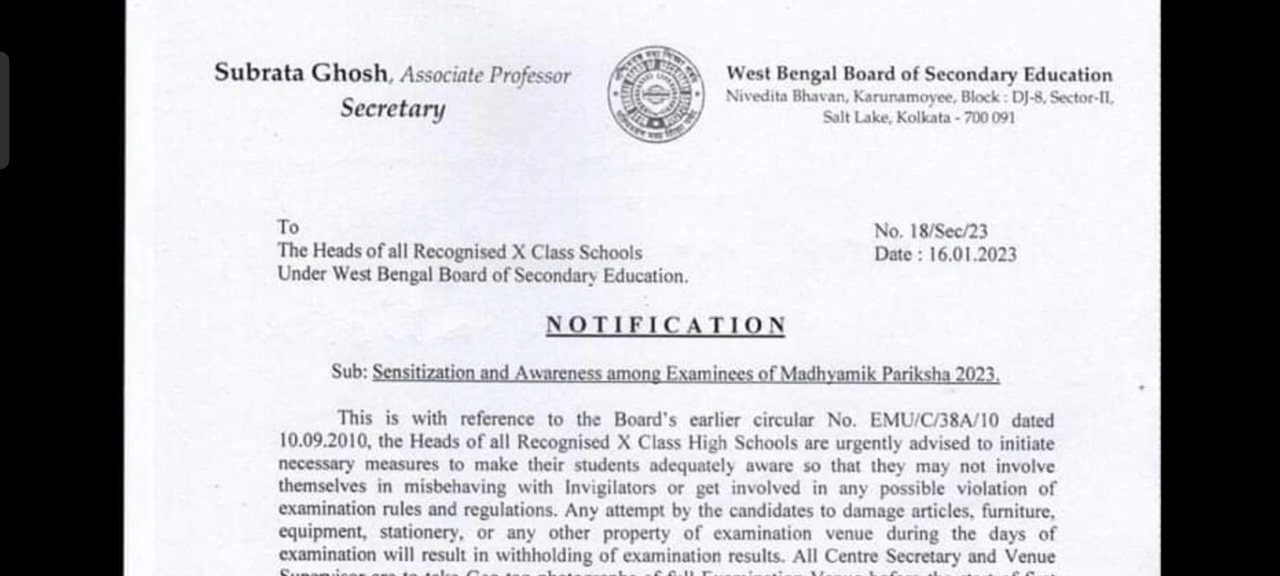 Subrata Ghosh, Associate Professor
Secretary
West Bengal Board of Secondary Education
Nivedita Bhavan, Karunamoyee, Block : DJ-8, Sector-II,
Salt Lake, Kolkata - 700 091
To
The Heads of all Recognised X Class Schools
Under West Bengal Board of Secondary Education.
No. 18/Sec/23
Date : 16.01.2023
NOTIFICATION
Sub: Sensitization and Awareness among Examinees of Madhyamik Pariksha 2023.
This is with reference to the Board's earlier circular No. EMU/C/38A/10 dated
10.09.2010, the Heads of all Recognised X Class High Schools are urgently advised to initiate
necessary measures to make their students adequately aware so that they may not involve
themselves in misbehaving with Invigilators or get involved in any possible violation of
examination rules and regulations. Any attempt by the candidates to damage articles, furniture,
equipment, stationery, or any other property of examination venue during the days of
examination will result in withholding of examination results. All Centre Secretary and Venue